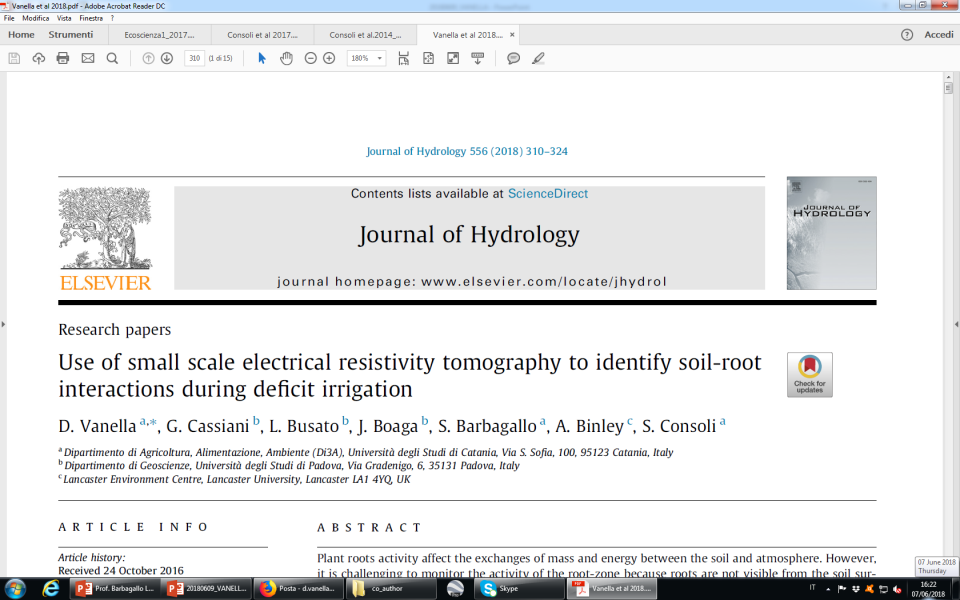 Vanella et al 2018.pdf - Adobe Acrobat Reader DC
File Modifica Vista Finestra ?
Home Strumenti Ecoscienza1_2017... Consoli et al 2017.... Consoli et al.2014_... Vanella et al 2018.... × ? Accedi
310 (1 di 15) 180%
Journal of Hydrology 556 (2018) 310–324
Contents lists available at ScienceDirect
Journal of Hydrology
journal homepage: www.elsevier.com/locate/jhydrol
ELSEVIER
JOURNAL OF
HYDROLOGY
Research papers
Use of small scale electrical resistivity tomography to identify soil-root
interactions during deficit irrigation
Check for
updates
D. Vanella a,*, G. Cassiani b, L. Busato b, J. Boaga b, S. Barbagallo a, A. Binley c, S. Consoli a
a Dipartimento di Agricoltura, Alimentazione, Ambiente (Di3A), Università degli Studi di Catania, Via S. Sofia, 100, 95123 Catania, Italy
b Dipartimento di Geoscienze, Università degli Studi di Padova, Via Gradenigo, 6, 35131 Padova, Italy
c Lancaster Environment Centre, Lancaster University, Lancaster LA1 4YQ, UK
ARTICLE INFO
Article history:
Received 24 October 2016
ABSTRACT
Plant roots activity affect the exchanges of mass and energy between the soil and atmosphere. However,
it is challenging to monitor the activity of the root-zone because roots are not visible from the soil sur-
07 June 2018
Thursday
Prof. Barbagallo L... 20180609_VANELL... Posta - d.vanella... co_author Skype Vanella et al 2018.... IT 16:22
07/06/2018